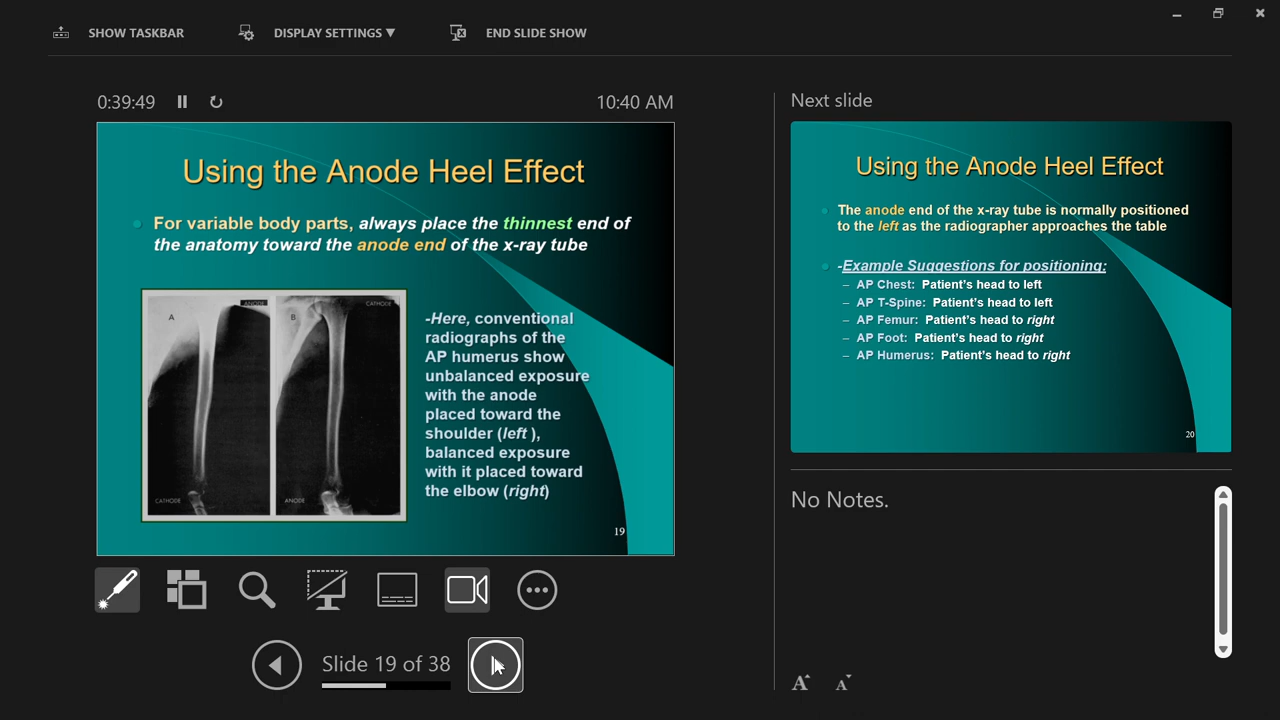 SHOW TASKBAR
DISPLAY SETTINGS ▼
END SLIDE SHOW
0:39:49
10:40 AM
Using the Anode Heel Effect
For variable body parts, always place the thinnest end of
the anatomy toward the anode end of the x-ray tube
ANODE
CATHODE
A
B
CATHODE
ANODE
-Here, conventional
radiographs of the
AP humerus show
unbalanced exposure
with the anode
placed toward the
shoulder (left ),
balanced exposure
with it placed toward
the elbow (right)
19
Slide 19 of 38
Next slide
Using the Anode Heel Effect
The anode end of the x-ray tube is normally positioned
to the left as the radiographer approaches the table
-Example Suggestions for positioning:
– AP Chest: Patient’s head to left
– AP T-Spine: Patient’s head to left
– AP Femur: Patient’s head to right
– AP Foot: Patient’s head to right
– AP Humerus: Patient’s head to right
20
No Notes.
A A